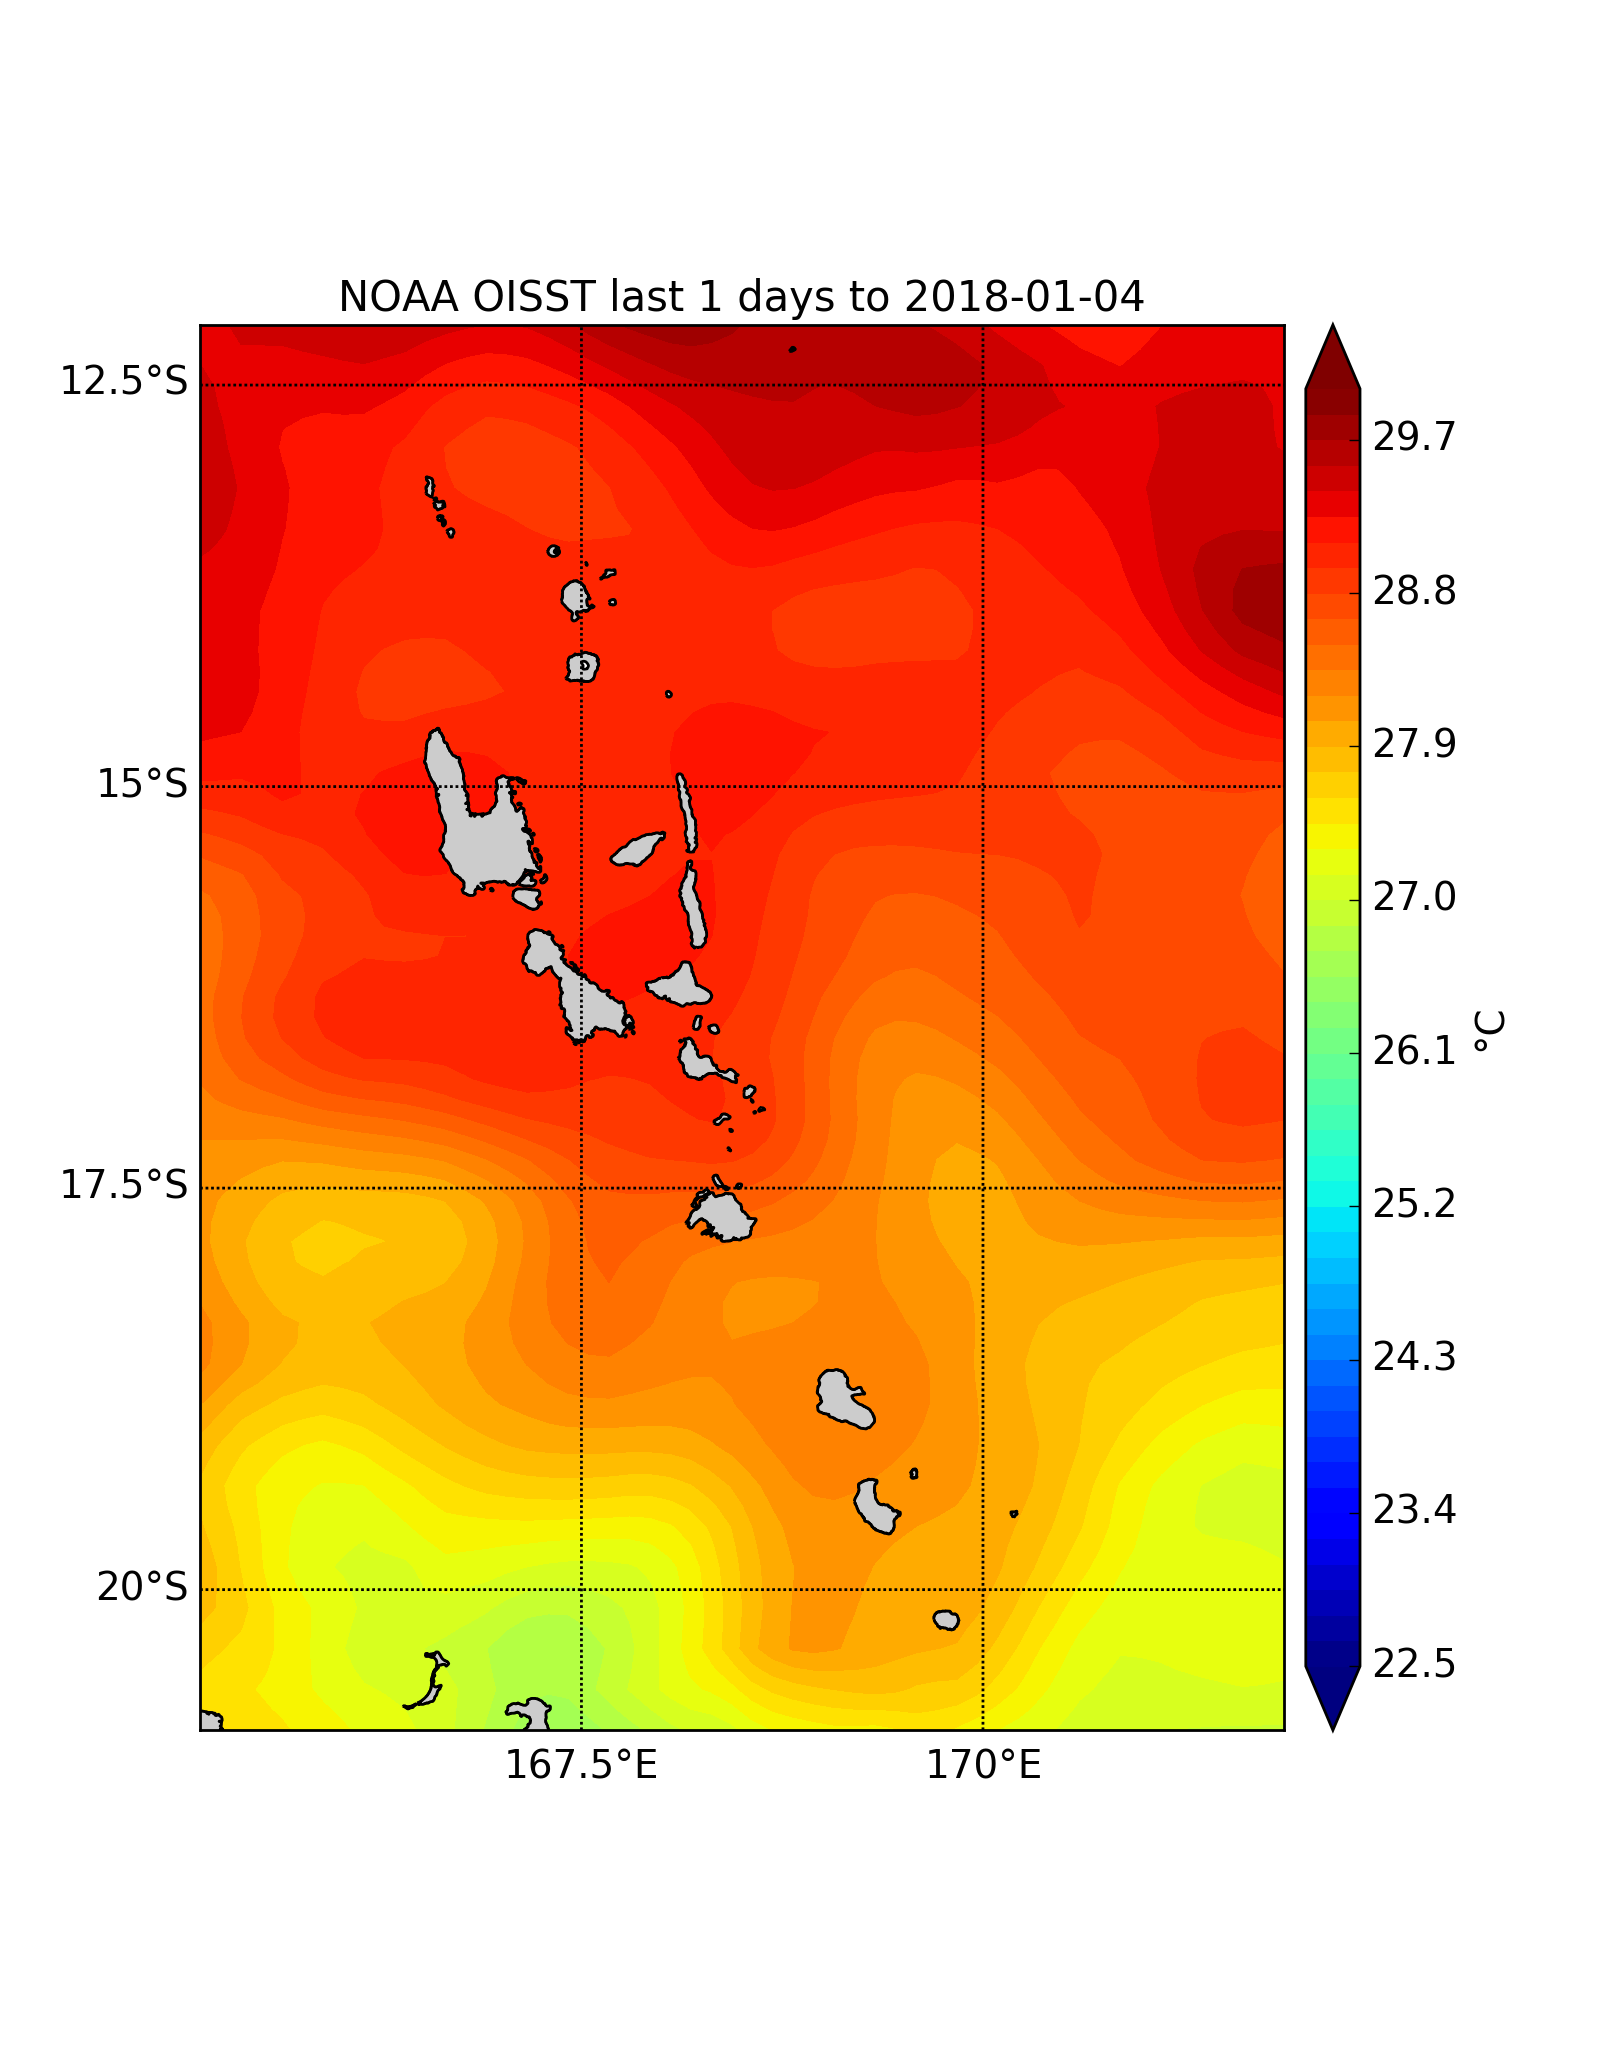 NOAA OISST last 1 days to 2018-01-04
12.5°S
15°S
17.5°S
20°S
167.5°E
170°E
29.7
28.8
27.9
27.0
26.1
25.2
24.3
23.4
22.5
°C